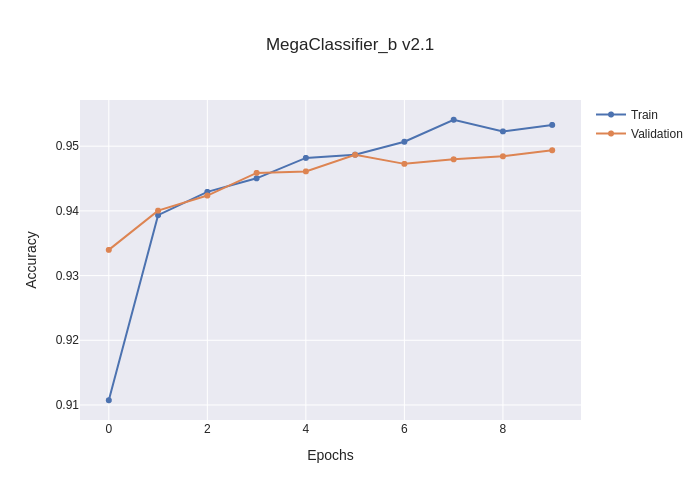 MegaClassifier_b v2.1
Train
Validation
Accuracy
0.95
0.94
0.93
0.92
0.91
0 2 4 6 8
Epochs